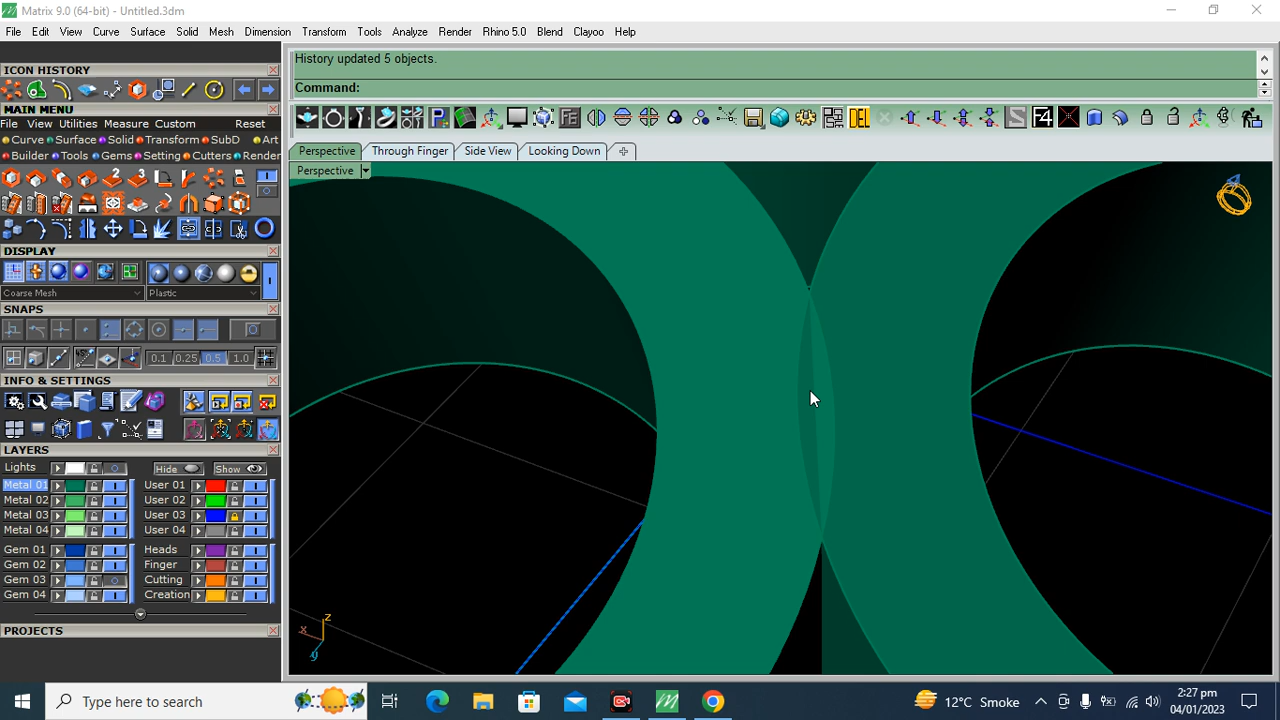 Matrix 9.0 (64-bit) - Untitled.3dm
File Edit View Curve Surface Solid Mesh Dimension Transform Tools Analyze Render Rhino 5.0 Blend Clayoo Help
History updated 5 objects.
Command:
ICON HISTORY
MAIN MENU
File View Utilities Measure Custom Reset
Curve Surface Solid Transform SubD Art
Builder Tools Gems Setting Cutters Render
DISPLAY
Coarse Mesh Plastic
SNAPS
0.1 0.25 0.5 1.0
INFO & SETTINGS
LAYERS
Lights Hide Show
Metal 01 User 01
Metal 02 User 02
Metal 03 User 03
Metal 04 User 04
Gem 01 Heads
Gem 02 Finger
Gem 03 Cutting
Gem 04 Creation
PROJECTS
F4
Perspective Through Finger Side View Looking Down
Perspective
z
x
y
Type here to search
12°C Smoke
2:27 pm
04/01/2023